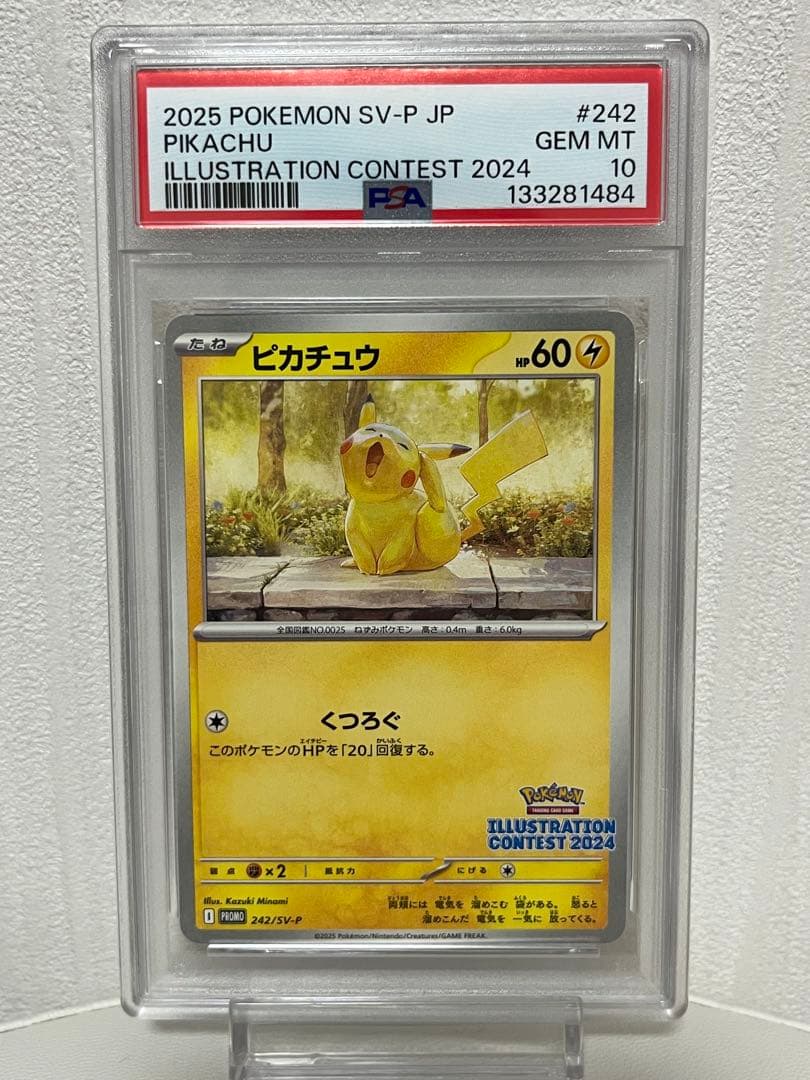 2025 POKEMON SV-P JP #242
PIKACHU GEM MT
ILLUSTRATION CONTEST 2024 10
PSA 133281484
たね ピカチュウ HP60
全国図鑑NO.0025 ねずみポケモン 高さ:0.4m 重さ:6.0kg
くつろぐ
このポケモンのHPを「20」回復する。
Pokémon
TRADING CARD GAME
ILLUSTRATION
CONTEST 2024
弱点 ×2 抵抗力 にげる
Illus. Kazuki Minami
両頬には 電気を 溜めこむ 袋がある。 怒ると
溜めこんだ 電気を 一気に 放ってくる。
I PROMO 242/SV-P
©2025 Pokémon/Nintendo/Creatures/GAME FREAK.